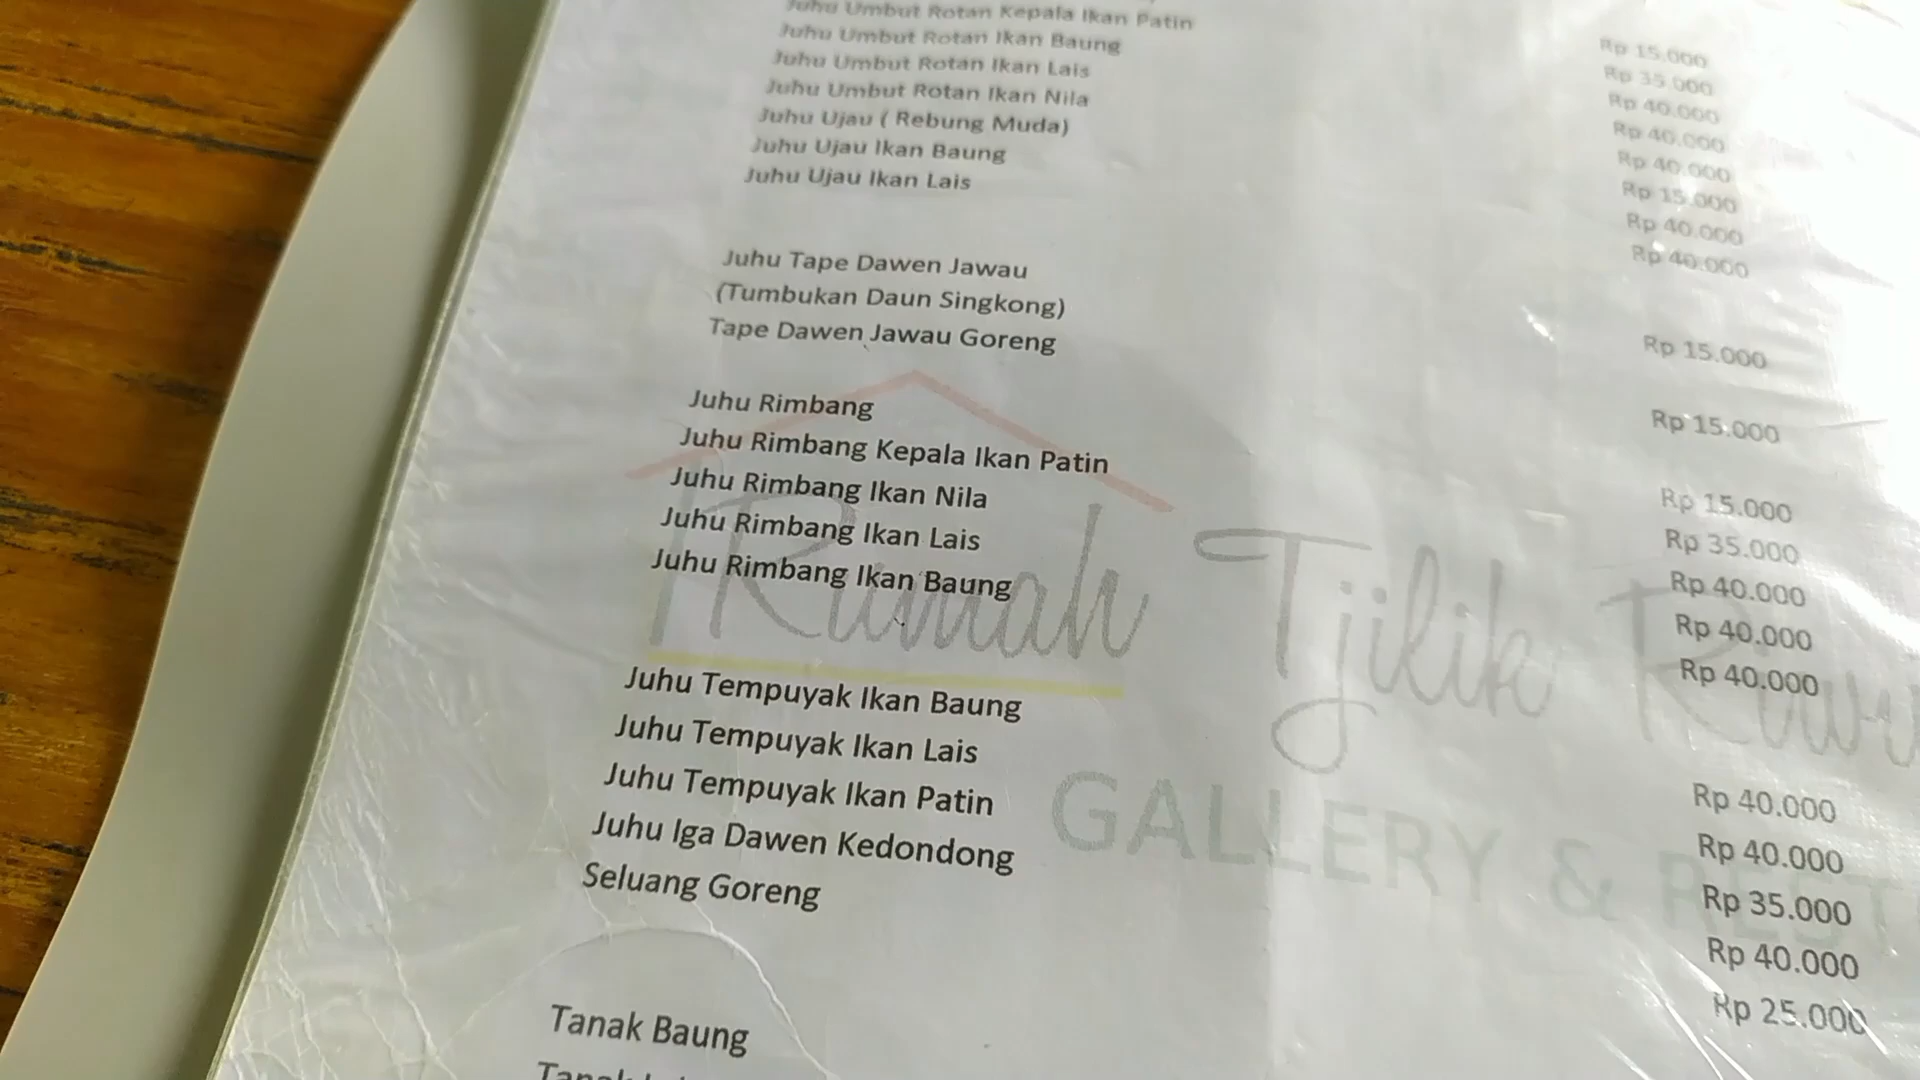 Juhu Umbut Rotan Kepala Ikan Patin
Juhu Umbut Rotan Ikan Baung
Juhu Umbut Rotan Ikan Lais
Juhu Umbut Rotan Ikan Nila
Juhu Ujau ( Rebung Muda)
Juhu Ujau Ikan Baung
Juhu Ujau Ikan Lais
Rp 15.000
Rp 35.000
Rp 40.000
Rp 40.000
Rp 40.000
Rp 15.000
Rp 40.000
Rp 40.000
Juhu Tape Dawen Jawau
(Tumbukan Daun Singkong)
Tape Dawen Jawau Goreng
Rp 15.000
Rp 15.000
Juhu Rimbang
Juhu Rimbang Kepala Ikan Patin
Juhu Rimbang Ikan Nila
Juhu Rimbang Ikan Lais
Juhu Rimbang Ikan Baung
Rp 15.000
Rp 35.000
Rp 40.000
Rp 40.000
Rp 40.000
Rumah Tjilik
GALLERY &
Juhu Tempuyak Ikan Baung
Juhu Tempuyak Ikan Lais
Juhu Tempuyak Ikan Patin
Juhu Iga Dawen Kedondong
Seluang Goreng
Rp 40.000
Rp 40.000
Rp 35.000
Rp 40.000
Rp 25.000
Tanak Baung